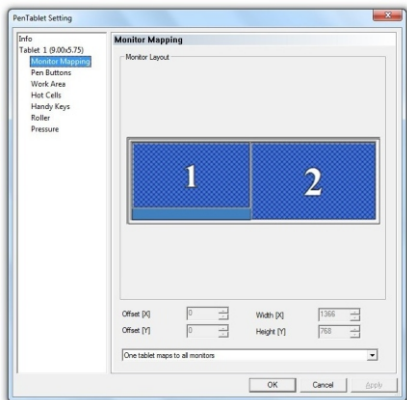 PenTablet Setting
Info
Tablet 1 (9.00x5.75)
Monitor Mapping
Pen Buttons
Work Area
Hot Cells
Handy Keys
Roller
Pressure
Monitor Mapping
Monitor Layout
1 2
Offset [X] 0 Width [X] 1366
Offset [Y] 0 Height [Y] 768
One tablet maps to all monitors
OK Cancel Apply